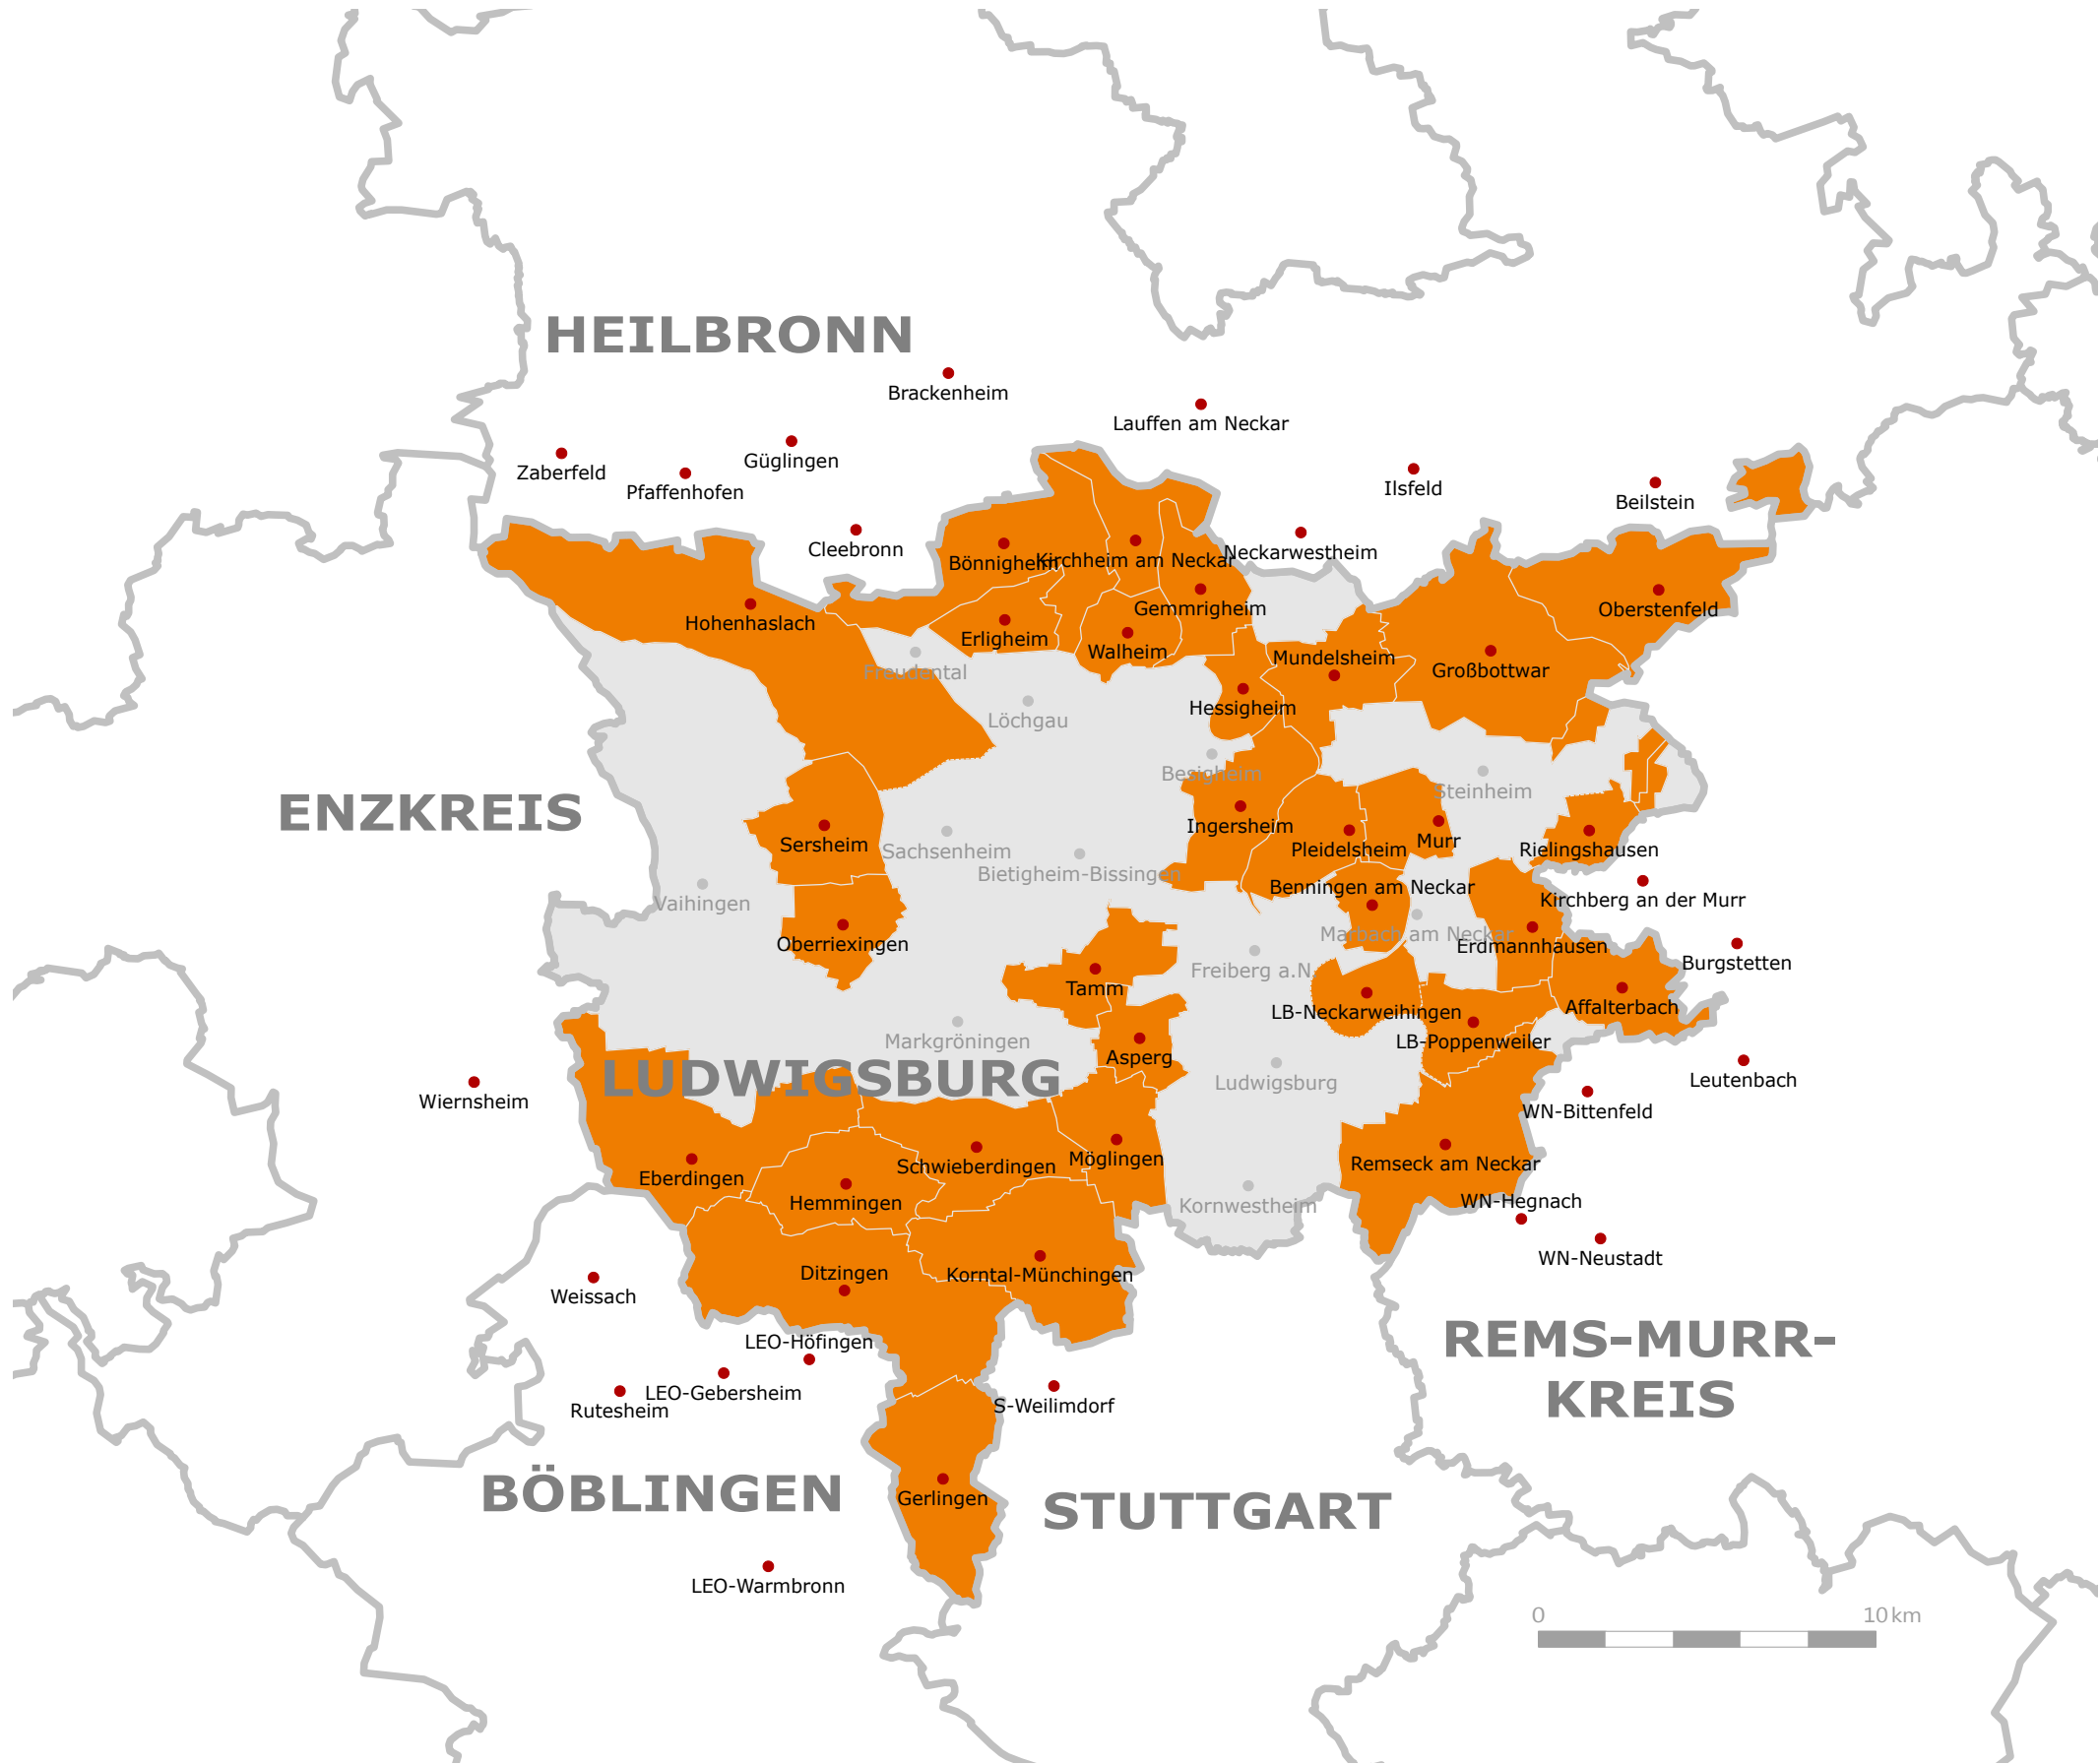 HEILBRONN
Brackenheim
Lauffen am Neckar
Güglingen
Zaberfeld
Pfaffenhofen
Ilsfeld
Beilstein
Cleebronn
Neckarwestheim
Bönnigheim
Kirchheim am Neckar
Gemmrigheim
Oberstenfeld
Hohenhaslach
Erligheim
Walheim
Mundelsheim
Freudental
Großbottwar
Hessigheim
Löchgau
Besigheim
Steinheim
ENZKREIS
Ingersheim
Murr
Sersheim
Sachsenheim
Pleidelsheim
Rielingshausen
Bietigheim-Bissingen
Benningen am Neckar
Vaihingen
Kirchberg an der Murr
Marbach am Neckar
Oberriexingen
Erdmannhausen
Burgstetten
Freiberg a.N.
Tamm
Affalterbach
LB-Neckarweihingen
Markgröningen
LB-Poppenweiler
Asperg
LUDWIGSBURG
Ludwigsburg
Leutenbach
Wiernsheim
WN-Bittenfeld
Schwieberdingen
Möglingen
Remseck am Neckar
Eberdingen
Hemmingen
Kornwestheim
WN-Hegnach
WN-Neustadt
Ditzingen
Korntal-Münchingen
Weissach
LEO-Höfingen
REMS-MURR-
KREIS
LEO-Gebersheim
Rutesheim
S-Weilimdorf
BÖBLINGEN
Gerlingen
STUTTGART
LEO-Warmbronn
0 10 km